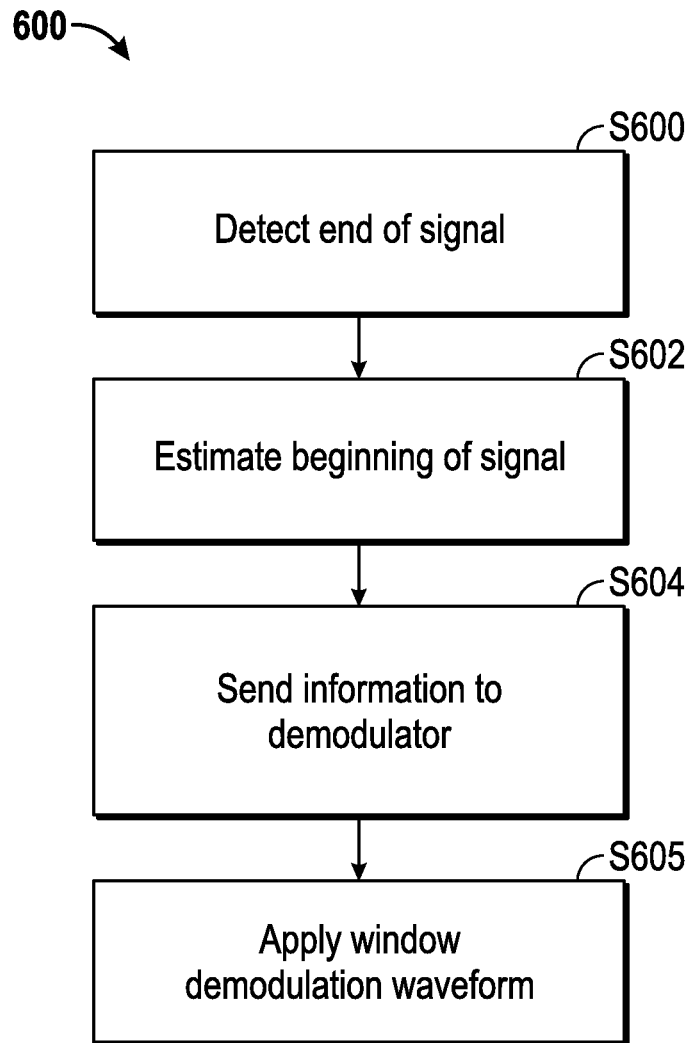 600
S600
Detect end of signal
S602
Estimate beginning of signal
S604
Send information to
demodulator
S605
Apply window
demodulation waveform